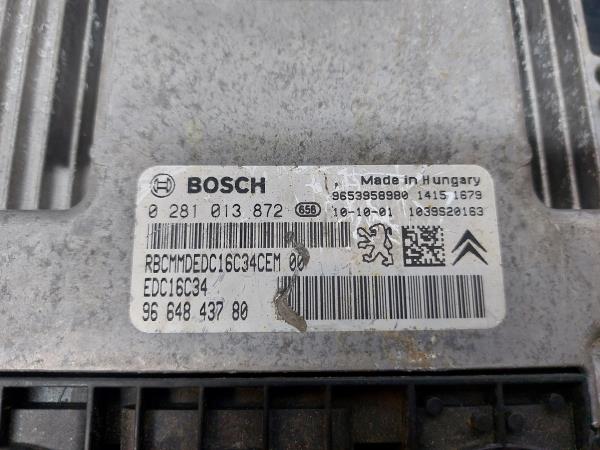 BOSCH
Made in Hungary
9653958980 1415 1679
0 281 013 872 656 10-10-01 1039S20163
RBCMMDEDC16C34CEM 00
EDC16C34
96 648 437 80